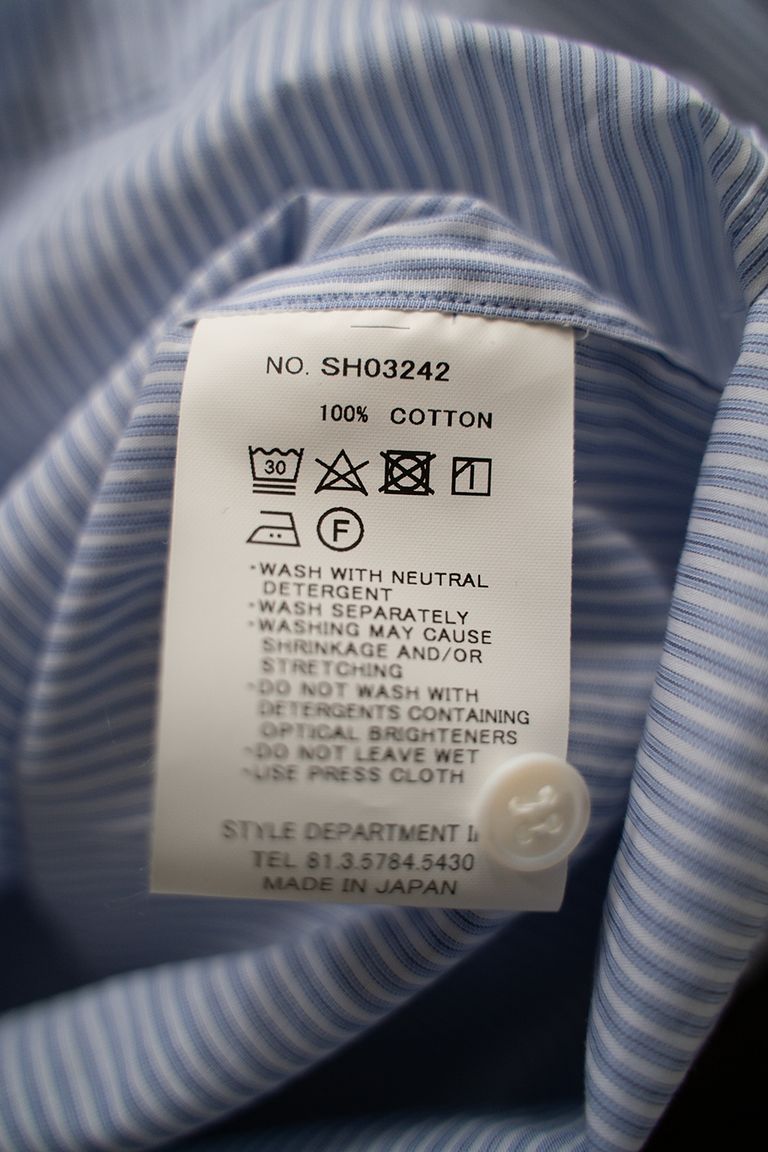 NO. SH03242
100% COTTON
30
F
・WASH WITH NEUTRAL
DETERGENT
・WASH SEPARATELY
・WASHING MAY CAUSE
SHRINKAGE AND/OR
STRETCHING
・DO NOT WASH WITH
DETERGENTS CONTAINING
OPTICAL BRIGHTENERS
・DO NOT LEAVE WET
・USE PRESS CLOTH
STYLE DEPARTMENT
TEL 81.3.5784.5430
MADE IN JAPAN